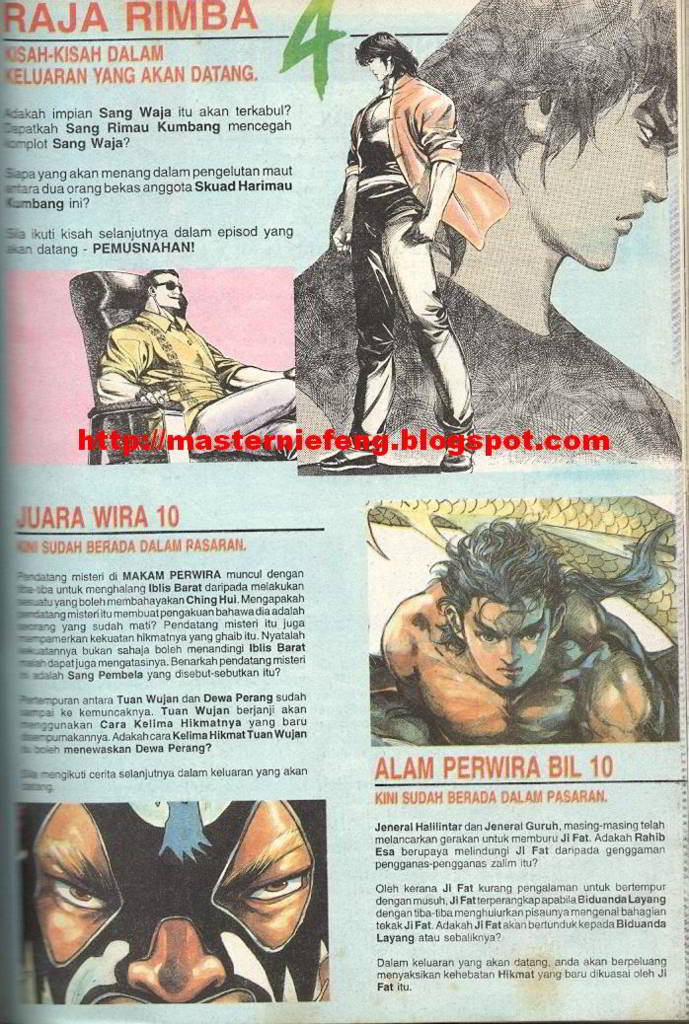 RAJA RIMBA 4
KISAH-KISAH DALAM
KELUARAN YANG AKAN DATANG.
Adakah impian Sang Waja itu akan terkabul?
Dapatkah Sang Rimau Kumbang mencegah
komplot Sang Waja?
Siapa yang akan menang dalam pengelutan maut
antara dua orang bekas anggota Skuad Harimau
Kumbang ini?
Sila ikuti kisah selanjutnya dalam episod yang
akan datang - PEMUSNAHAN!
http://masterniefeng.blogspot.com
JUARA WIRA 10
KINI SUDAH BERADA DALAM PASARAN.
Pendatang misteri di MAKAM PERWIRA muncul dengan
tiba-tiba untuk menghalang Iblis Barat daripada melakukan
sesuatu yang boleh membahayakan Ching Hui. Mengapakah
pendatang misteri itu membuat pengakuan bahawa dia adalah
seorang yang sudah mati? Pendatang misteri itu juga
mempamerkan kekuatan hikmatnya yang ghaib itu. Nyatalah
kekuatannya bukan sahaja boleh menandingi Iblis Barat
malah dapat juga mengatasinya. Benarkah pendatang misteri
ini adalah Sang Pembela yang disebut-sebutkan itu?
Pertempuran antara Tuan Wujan dan Dewa Perang sudah
sampai ke kemuncaknya. Tuan Wujan berjanji akan
menggunakan Cara Kelima Hikmatnya yang baru
disempurnakannya. Adakah cara Kelima Hikmat Tuan Wujan
itu boleh menewaskan Dewa Perang?
Sila mengikuti cerita selanjutnya dalam keluaran yang akan
datang.
ALAM PERWIRA BIL 10
KINI SUDAH BERADA DALAM PASARAN.
Jeneral Halilintar dan Jeneral Guruh, masing-masing telah
melancarkan gerakan untuk memburu Ji Fat. Adakah Rahib
Esa berupaya melindungi Ji Fat daripada genggaman
pengganas-pengganas zalim itu?
Oleh kerana Ji Fat kurang pengalaman untuk bertempur
dengan musuh, Ji Fat terperangkap apabila Biduanda Layang
dengan tiba-tiba menghulurkan pisaunya mengenai bahagian
tekak Ji Fat. Adakah Ji Fat akan bertunduk kepada Biduanda
Layang atau sebaliknya?
Dalam keluaran yang akan datang, anda akan berpeluang
menyaksikan kehebatan Hikmat yang baru dikuasai oleh Ji
Fat itu.